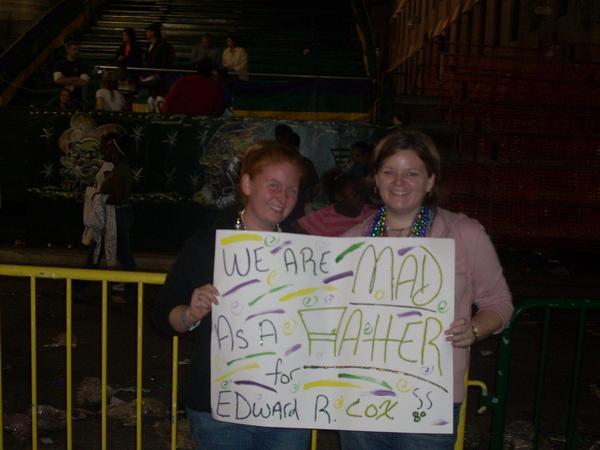 WE ARE MAD
AS A HATTER
for
EDWARD R. COX